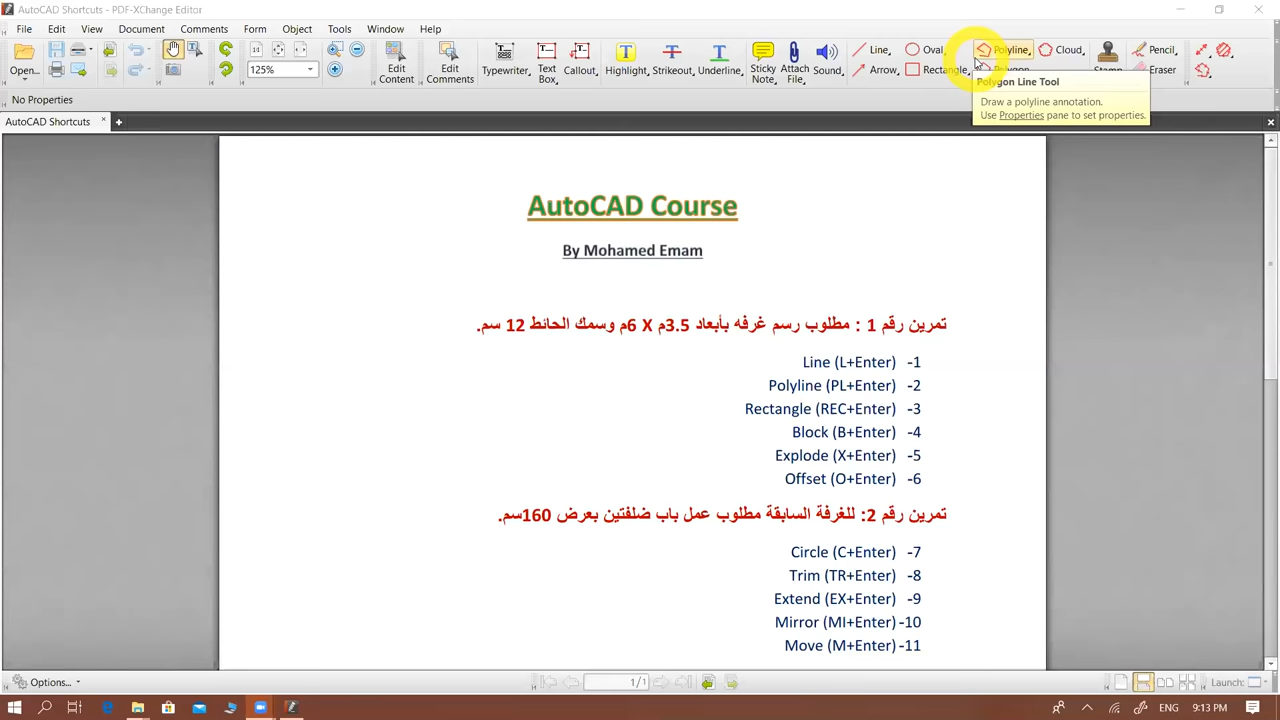 AutoCAD Shortcuts - PDF-XChange Editor
File Edit View Document Comments Form Tools Window Help
Open...
125%
Edit Content
Edit Comments
Typewriter
Text Box
Callout
Highlight
Strikeout
Underline
Sticky Note
Attach File
Sound
Line
Arrow
Oval
Rectangle
Polyline
Polygon
Cloud
Stamp
Pencil
Eraser
Polygon Line Tool
Draw a polyline annotation.
Use Properties pane to set properties.
No Properties
AutoCAD Shortcuts
AutoCAD Course
By Mohamed Emam
تمرين رقم 1 : مطلوب رسم غرفه بأبعاد 3.5م X 6م وسمك الحائط 12 سم.
1- Line (L+Enter)
2- Polyline (PL+Enter)
3- Rectangle (REC+Enter)
4- Block (B+Enter)
5- Explode (X+Enter)
6- Offset (O+Enter)
تمرين رقم 2: للغرفة السابقة مطلوب عمل باب ضلفتين بعرض 160سم.
7- Circle (C+Enter)
8- Trim (TR+Enter)
9- Extend (EX+Enter)
10- Mirror (MI+Enter)
11- Move (M+Enter)
Options...
1/1
Launch:
ENG 9:13 PM